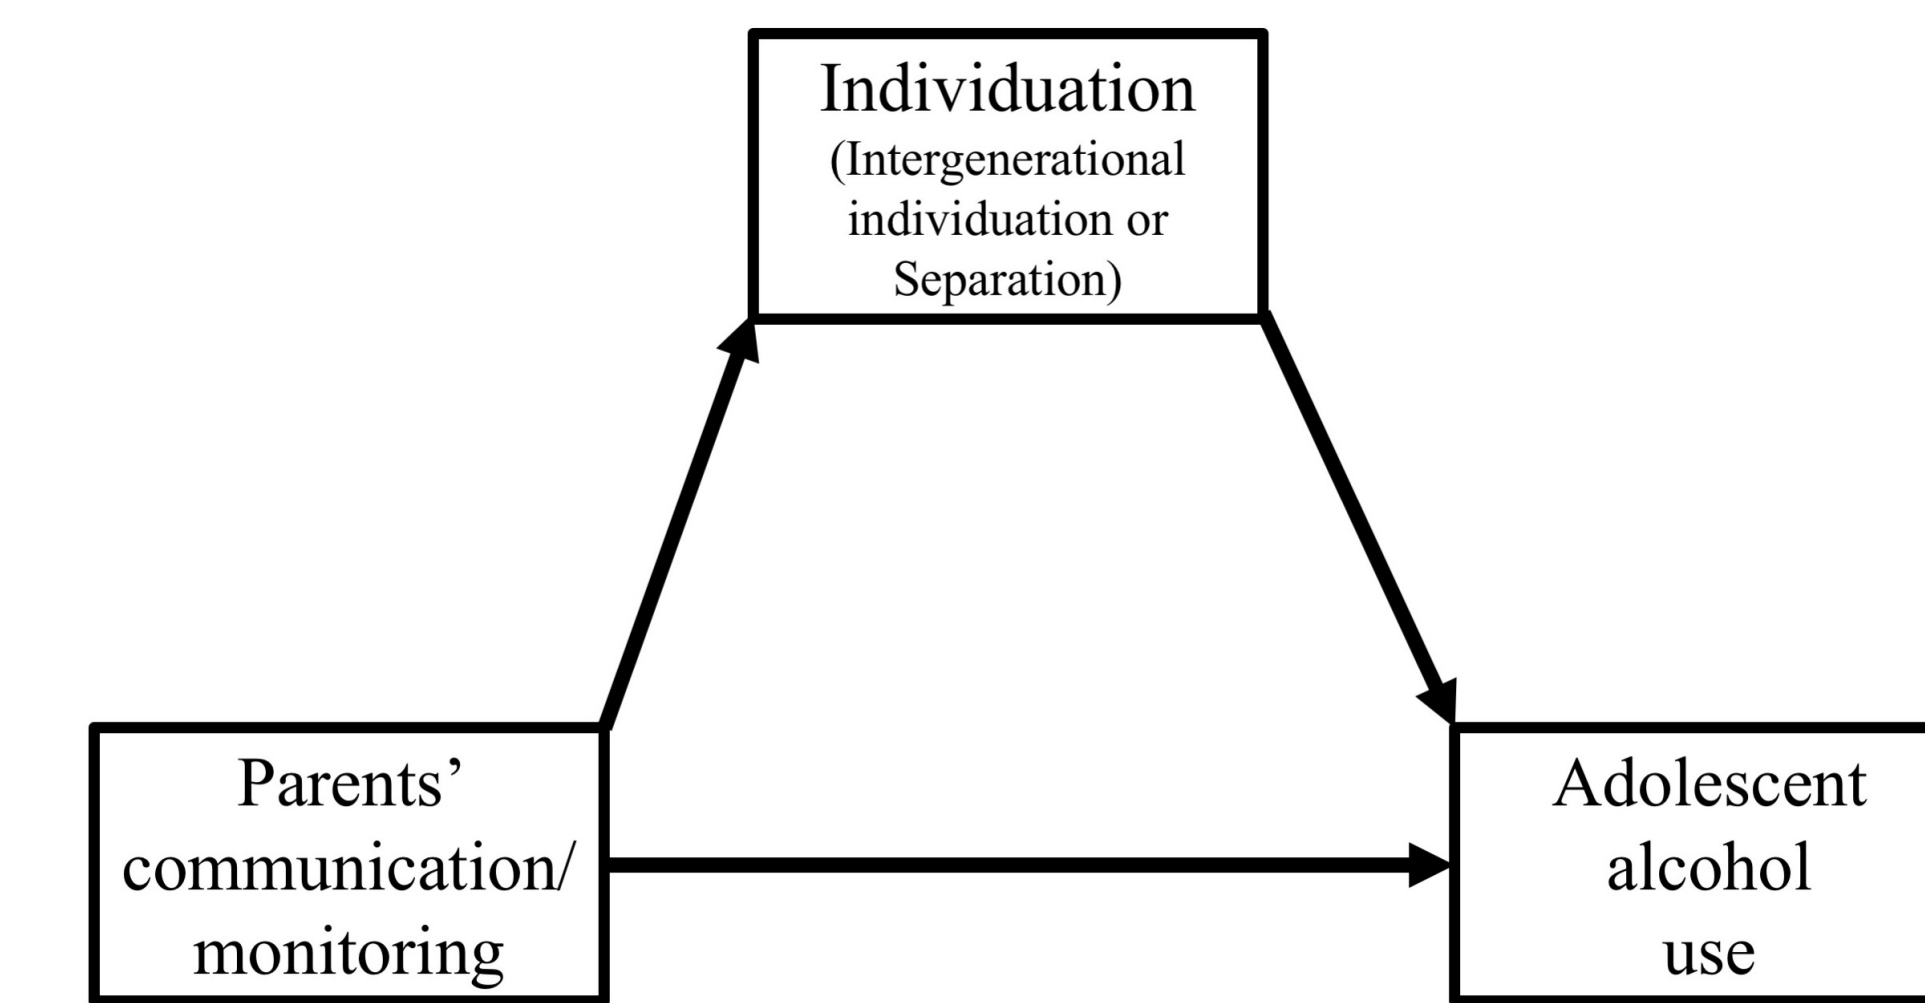 Individuation
(Intergenerational
individuation or
Separation)
Parents’
communication/
monitoring
Adolescent
alcohol
use